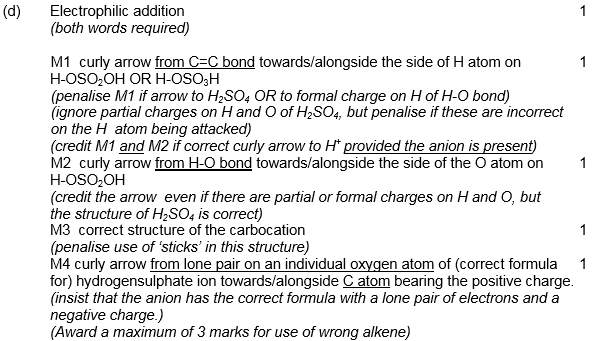 (d) Electrophilic addition 1
(both words required)
M1 curly arrow from C=C bond towards/alongside the side of H atom on 1
H-OSO₂OH OR H-OSO₃H
(penalise M1 if arrow to H₂SO₄ OR to formal charge on H of H-O bond)
(ignore partial charges on H and O of H₂SO₄, but penalise if these are incorrect
on the H atom being attacked)
(credit M1 and M2 if correct curly arrow to H⁺ provided the anion is present)
M2 curly arrow from H-O bond towards/alongside the side of the O atom on 1
H-OSO₂OH
(credit the arrow even if there are partial or formal charges on H and O, but
the structure of H₂SO₄ is correct)
M3 correct structure of the carbocation 1
(penalise use of ‘sticks’ in this structure)
M4 curly arrow from lone pair on an individual oxygen atom of (correct formula 1
for) hydrogensulphate ion towards/alongside C atom bearing the positive charge.
(insist that the anion has the correct formula with a lone pair of electrons and a
negative charge.)
(Award a maximum of 3 marks for use of wrong alkene)